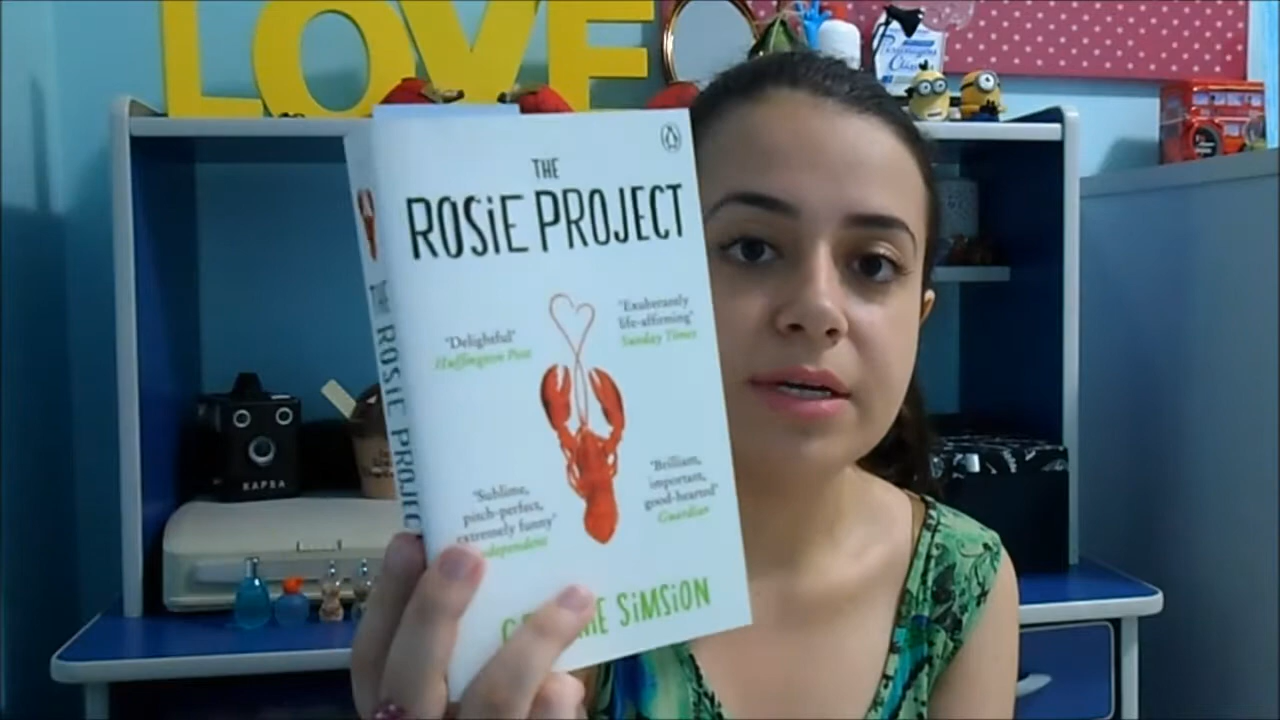 LOVE
THE
ROSIE PROJECT
'Delightful'
Huffington Post
'Exuberantly
life-affirming'
Sunday Times
'Sublime,
pitch-perfect,
extremely funny'
'Brilliant,
important,
good-hearted'
Guardian
SIMSION
ROSIE PROJEC
KAPSA